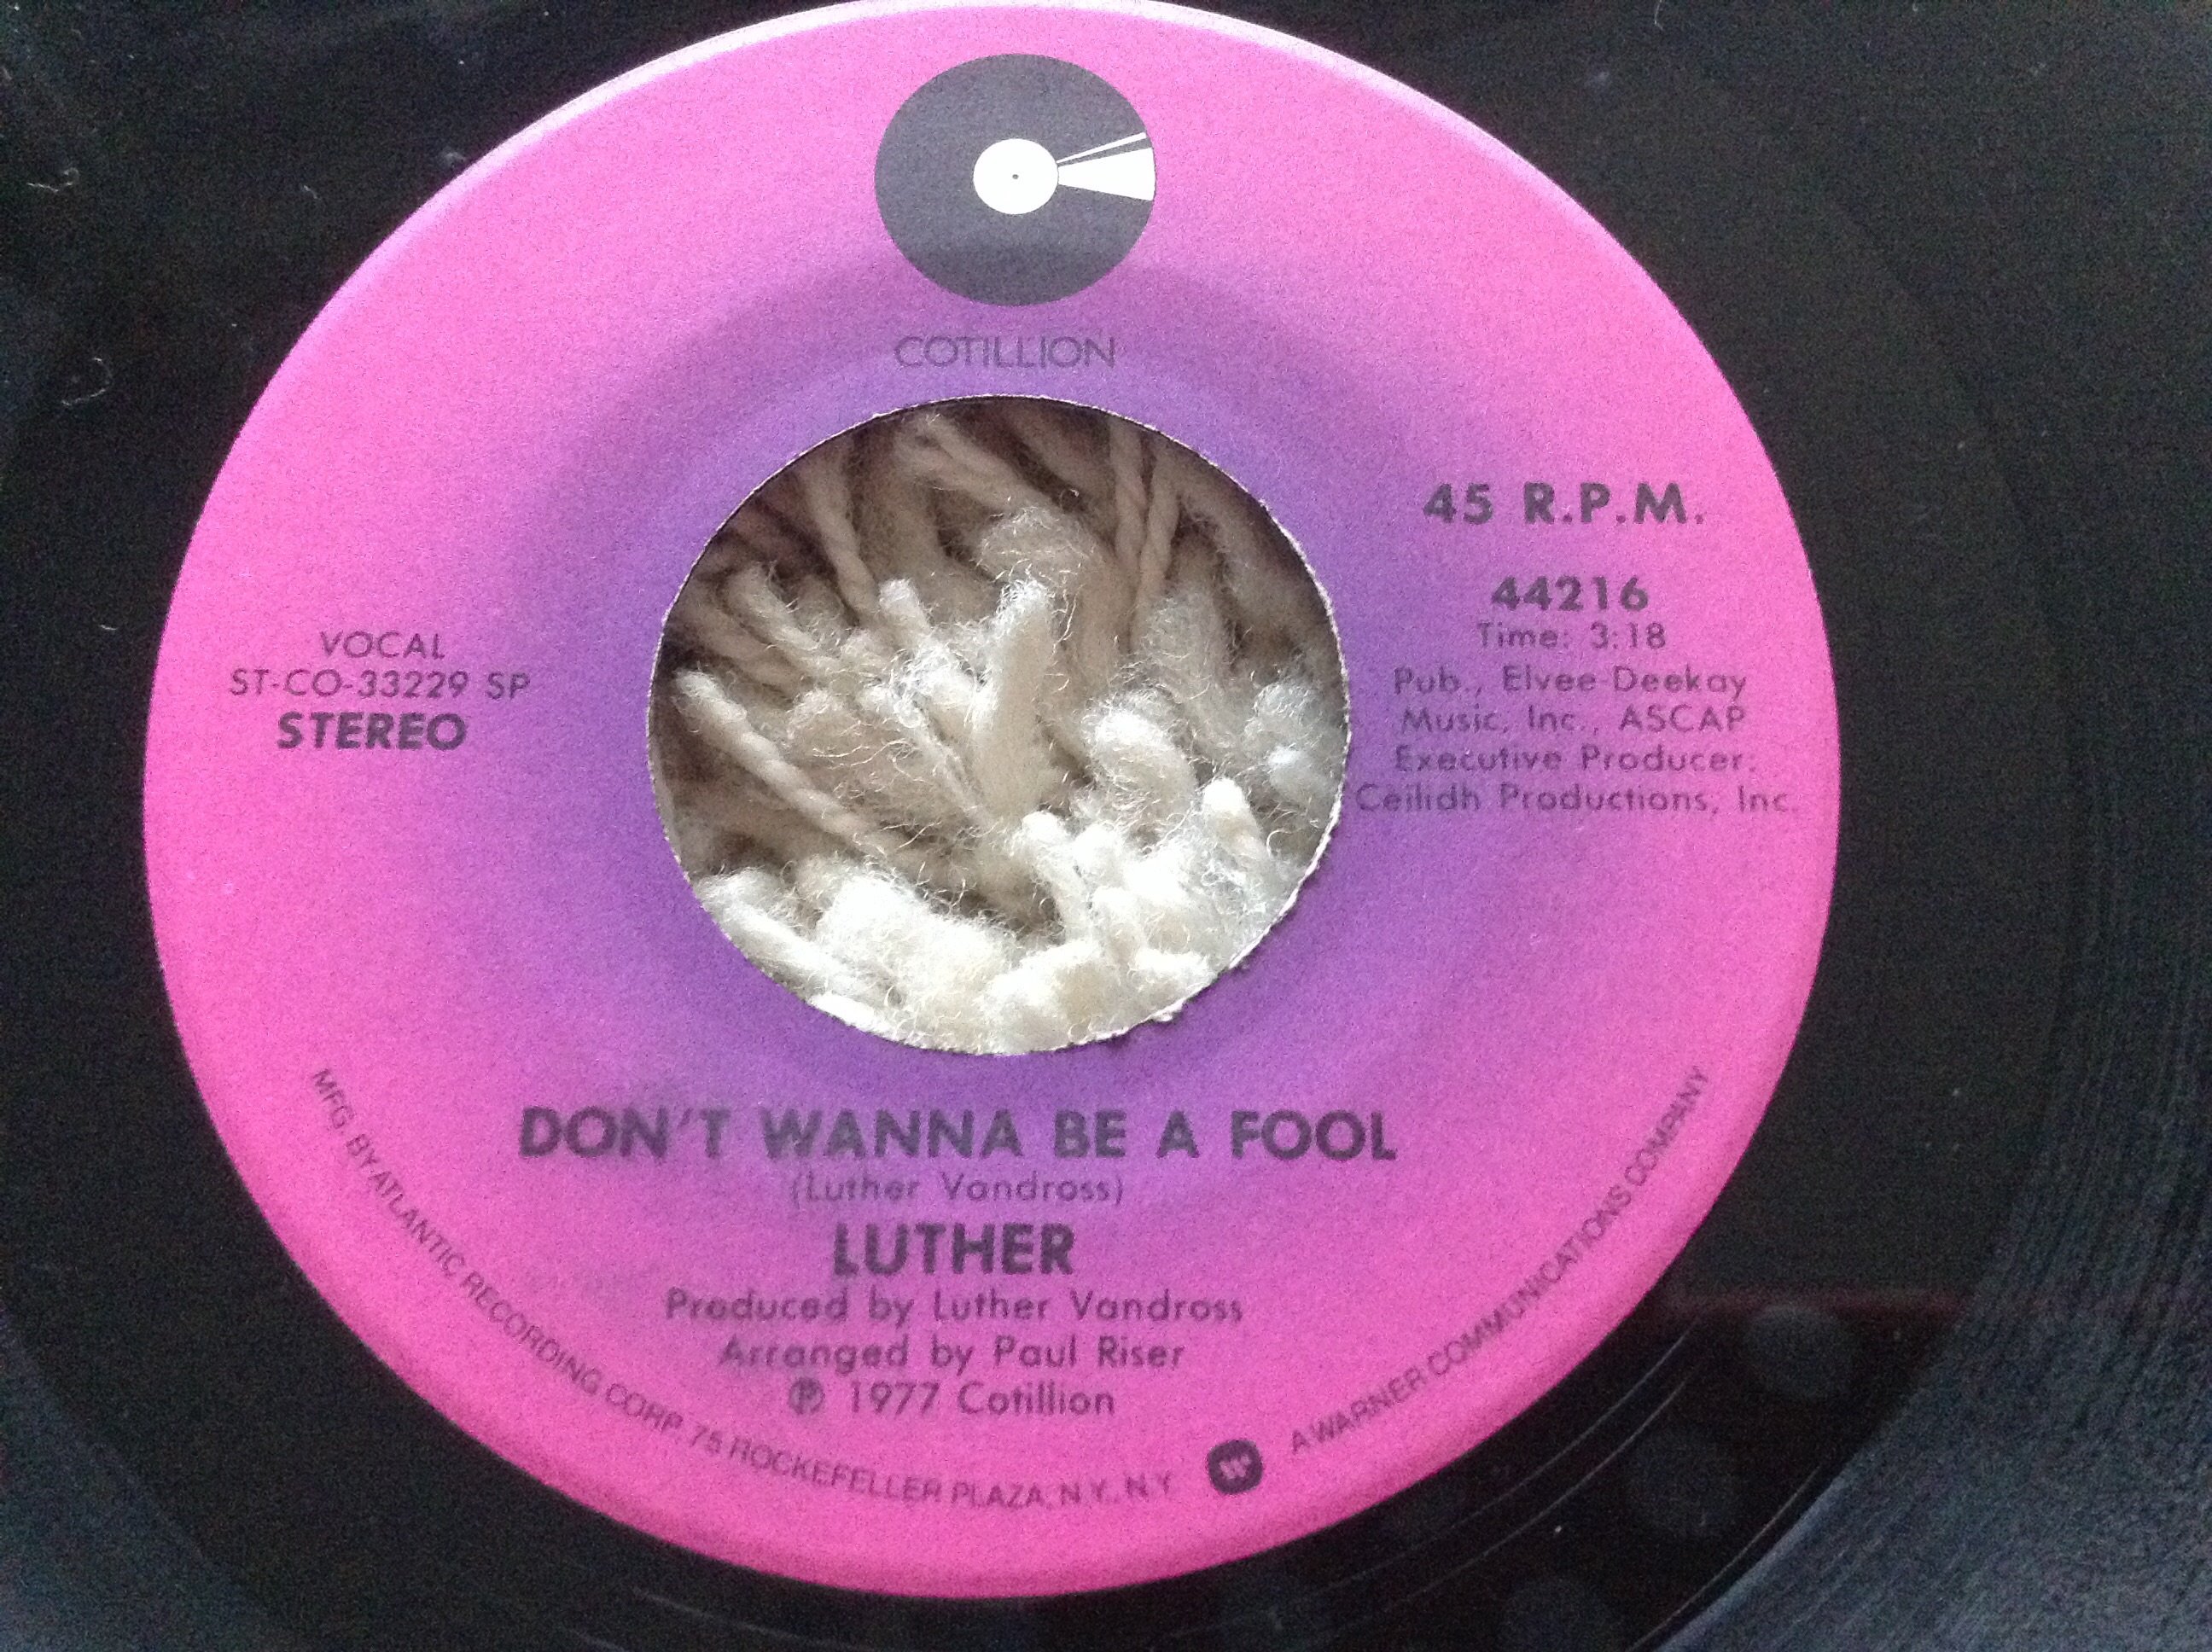 COTILLION
45 R.P.M.
44216
Time: 3:18
Pub., Elvee-Deekay
Music, Inc., ASCAP
Executive Producer:
Ceilidh Productions, Inc.
VOCAL
ST-CO-33229 SP
STEREO
DON'T WANNA BE A FOOL
(Luther Vandross)
LUTHER
Produced by Luther Vandross
Arranged by Paul Riser
℗ 1977 Cotillion
MFG. BY ATLANTIC RECORDING CORP. 75 ROCKEFELLER PLAZA, N.Y., N.Y. W A WARNER COMMUNICATIONS COMPANY